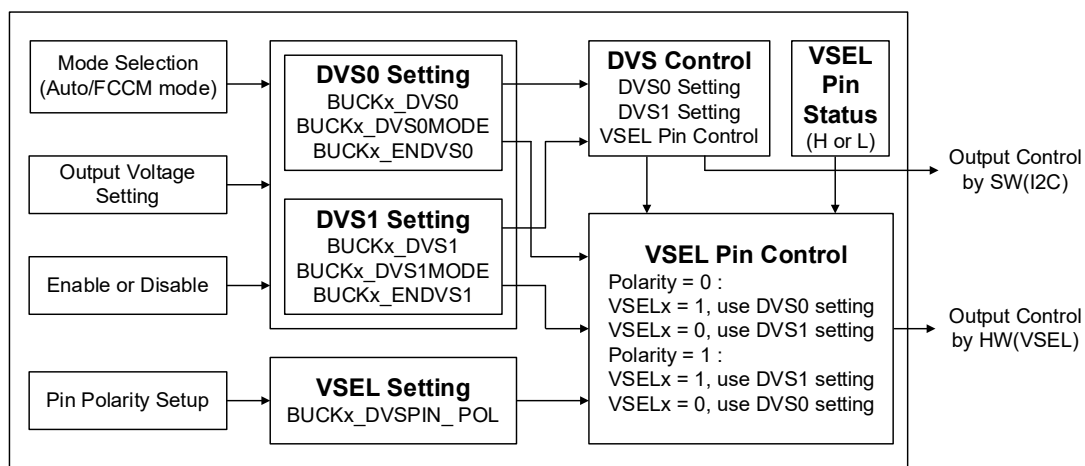 Mode Selection
(Auto/FCCM mode)
Output Voltage
Setting
Enable or Disable
Pin Polarity Setup
DVS0 Setting
BUCKx_DVS0
BUCKx_DVS0MODE
BUCKx_ENDVS0
DVS1 Setting
BUCKx_DVS1
BUCKx_DVS1MODE
BUCKx_ENDVS1
VSEL Setting
BUCKx_DVSPIN_ POL
DVS Control
DVS0 Setting
DVS1 Setting
VSEL Pin Control
VSEL
Pin
Status
(H or L)
VSEL Pin Control
Polarity = 0 :
VSELx = 1, use DVS0 setting
VSELx = 0, use DVS1 setting
Polarity = 1 :
VSELx = 1, use DVS1 setting
VSELx = 0, use DVS0 setting
Output Control
by SW(I2C)
Output Control
by HW(VSEL)